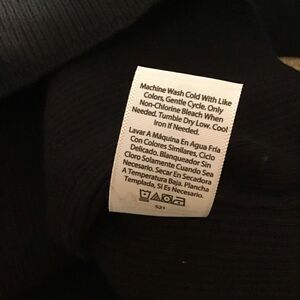 Machine Wash Cold With Like
Colors, Gentle Cycle. Only
Non-Chlorine Bleach When
Needed. Tumble Dry Low. Cool
Iron If Needed.
Lavar A Máquina En Agua Fría
Con Colores Similares, Ciclo
Delicado. Blanqueador Sin
Cloro Solamente Cuando Sea
Necesario. Secar En Secadora
A Temperatura Baja. Plancha
Templada, Si Es Necesario.
S21